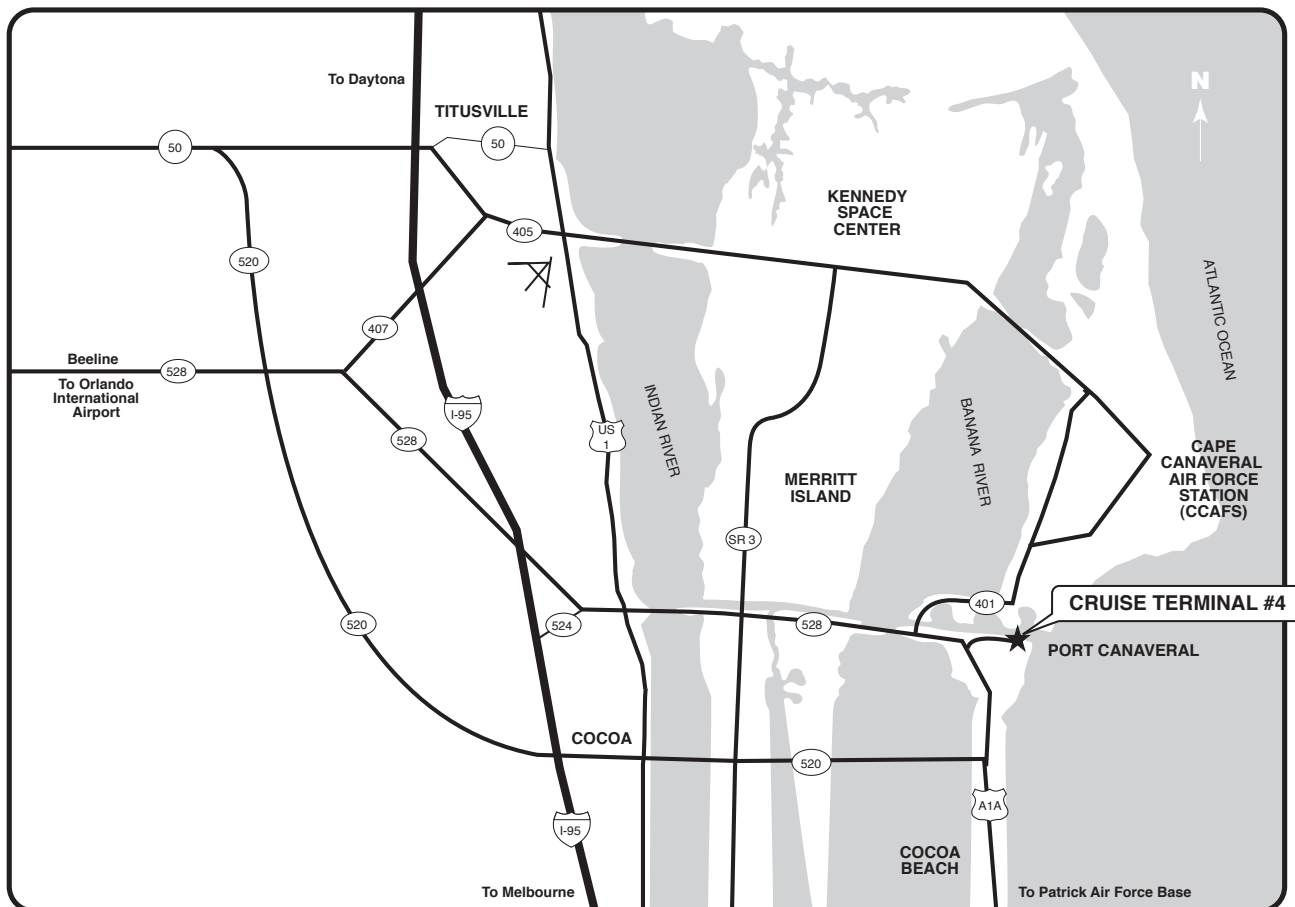 To Daytona
N
TITUSVILLE
50
50
KENNEDY
SPACE
CENTER
405
520
ATLANTIC OCEAN
407
Beeline
528
To Orlando
International
Airport
I-95
528
US
1
INDIAN RIVER
BANANA RIVER
CAPE
CANAVERAL
AIR FORCE
STATION
(CCAFS)
MERRITT
ISLAND
SR 3
401
CRUISE TERMINAL #4
520
524
528
PORT CANAVERAL
COCOA
520
A1A
I-95
COCOA
BEACH
To Melbourne
To Patrick Air Force Base